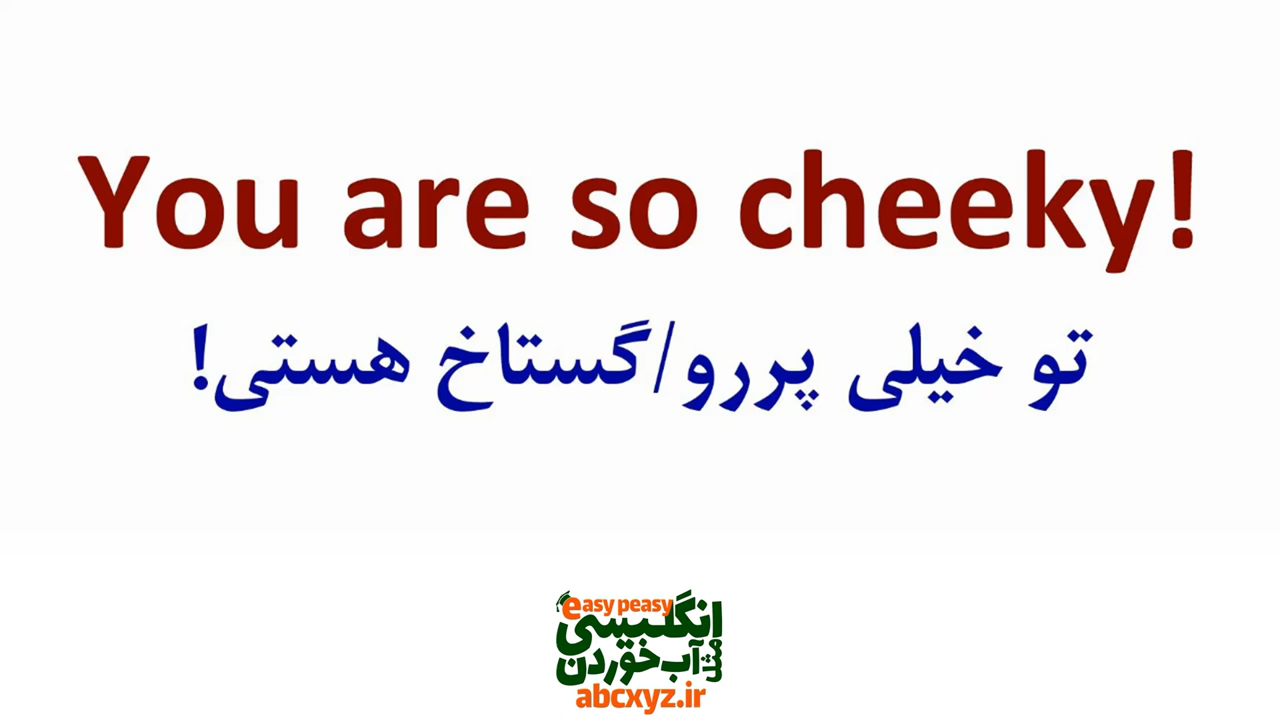 You are so cheeky!
تو خیلی پررو/گستاخ هستی!
easy peasy
انگلیسی
مثل آب خوردن
abcxyz.ir